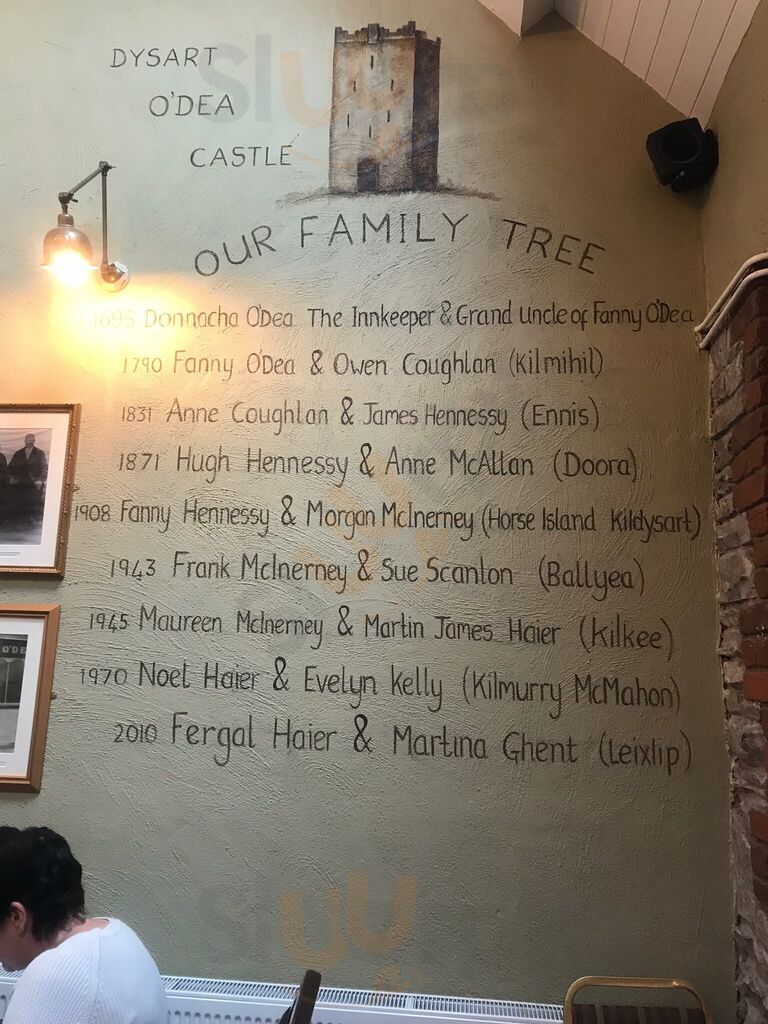 DYSART
O'DEA
CASTLE
OUR FAMILY TREE
1695 Donnacha O'Dea The Innkeeper & Grand Uncle of Fanny O'Dea
1790 Fanny O'Dea & Owen Coughlan (Kilmihil)
1831 Anne Coughlan & James Hennessy (Ennis)
1871 Hugh Hennessy & Anne McAllan (Doora)
1908 Fanny Hennessy & Morgan McInerney (Horse Island Kildysart)
1943 Frank McInerney & Sue Scanlon (Ballyea)
1945 Maureen McInerney & Martin James Haier (Kilkee)
1970 Noel Haier & Evelyn Kelly (Kilmurry McMahon)
2010 Fergal Haier & Martina Ghent (Leixlip)